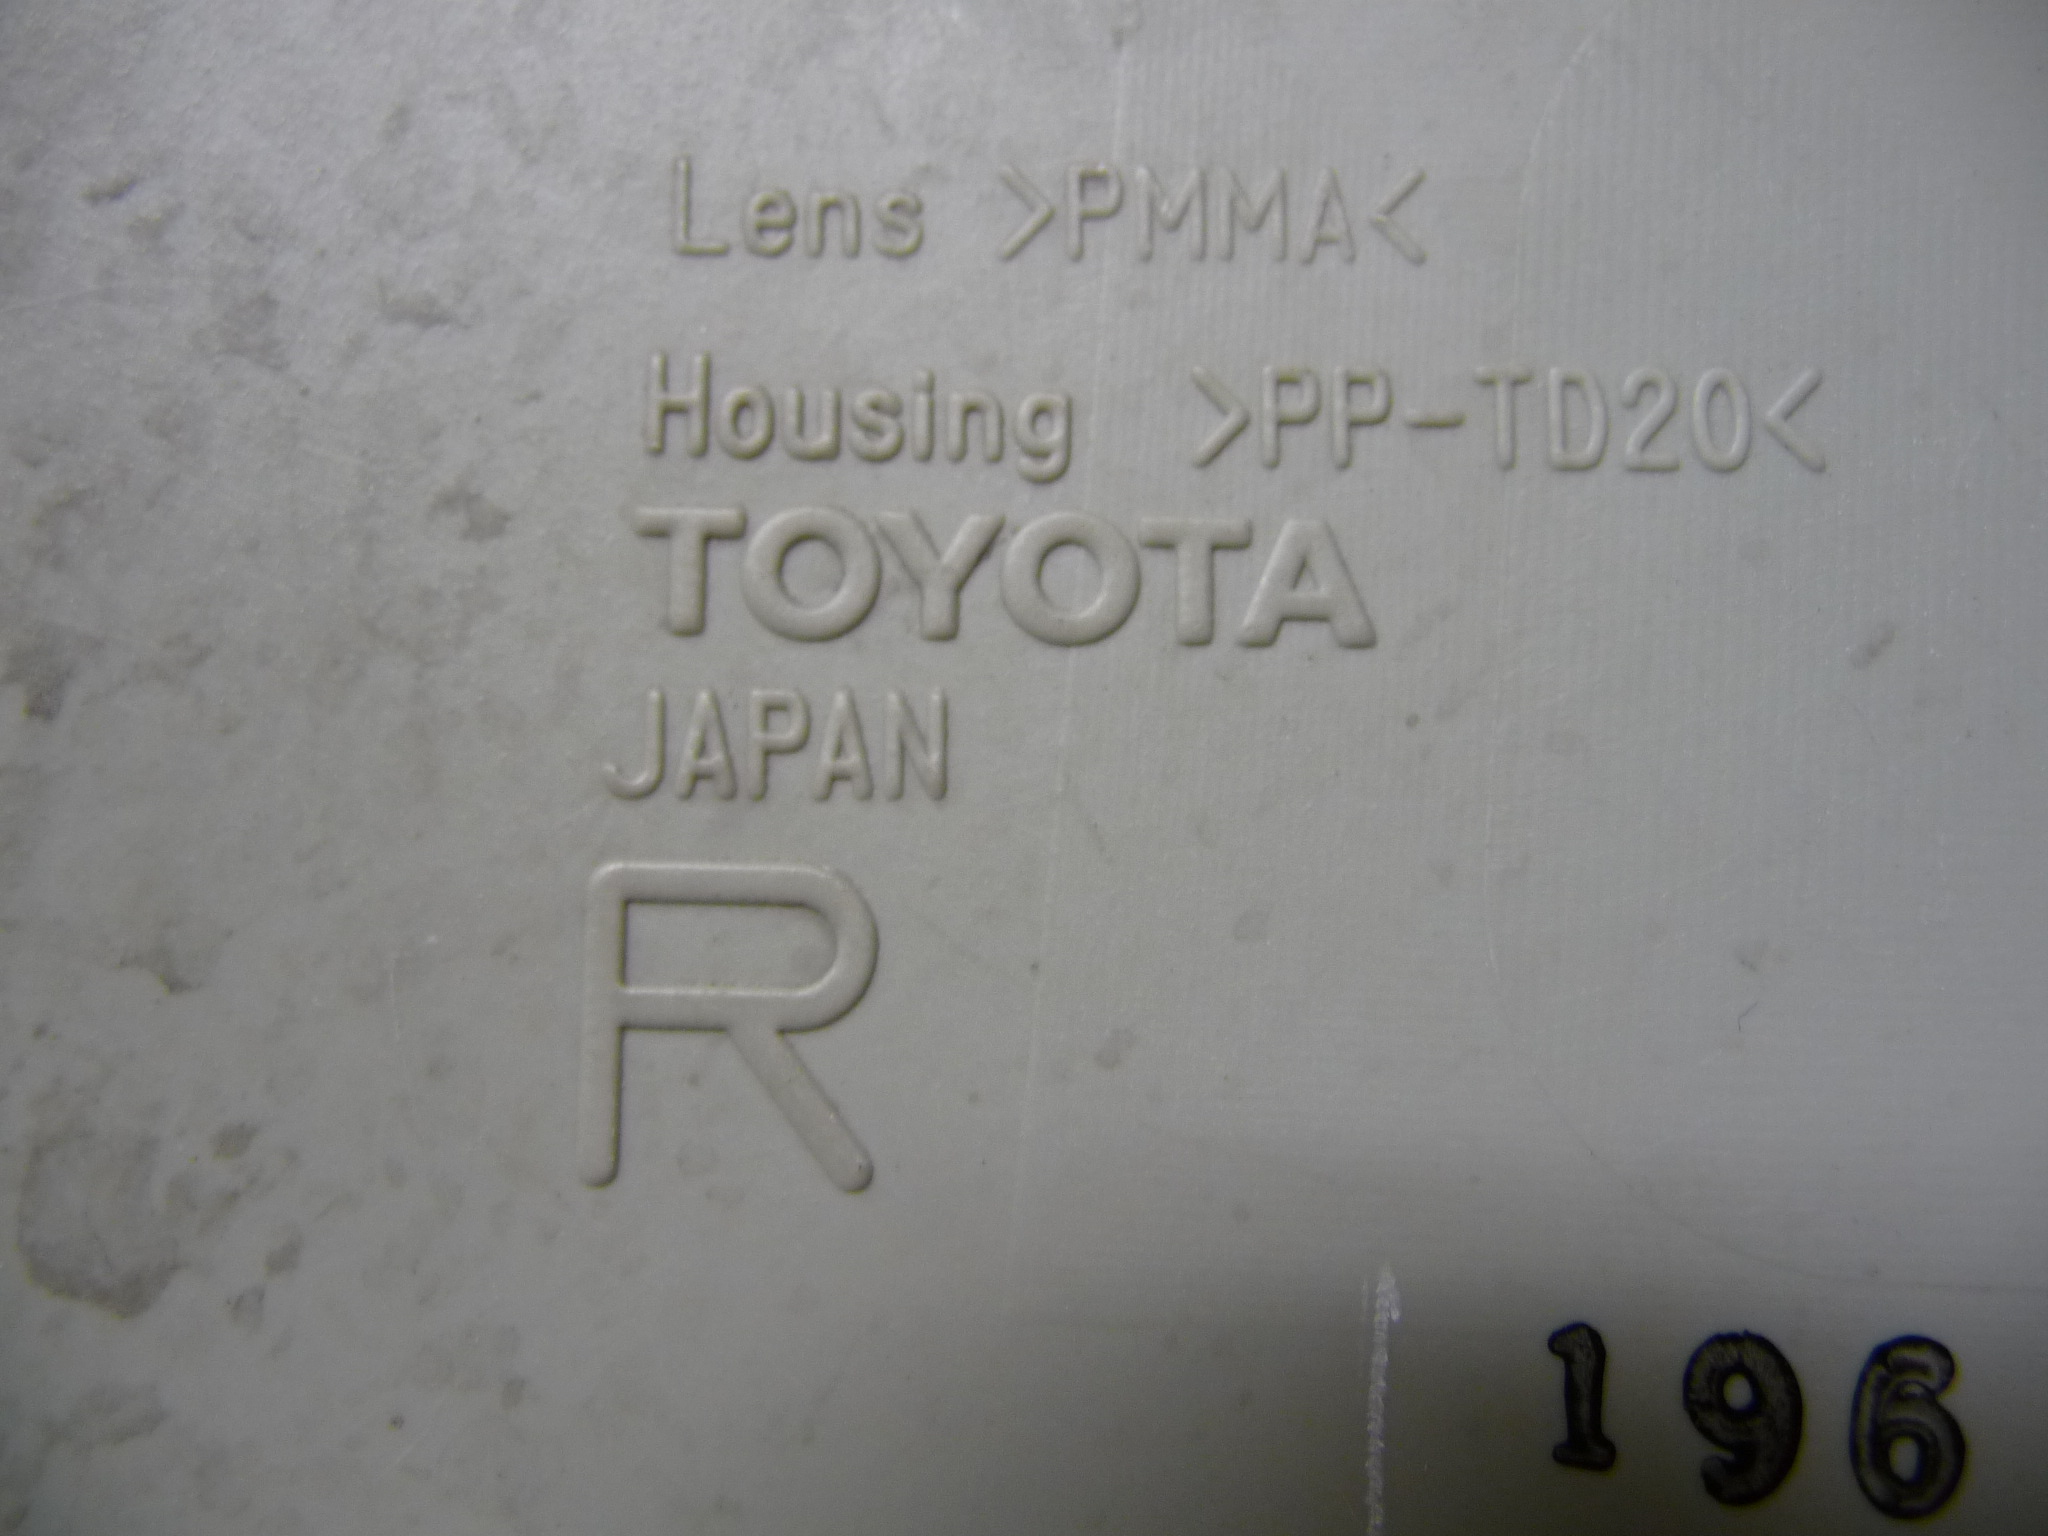 Lens >PMMA<
Housing >PP-TD20<
TOYOTA
JAPAN
R
196